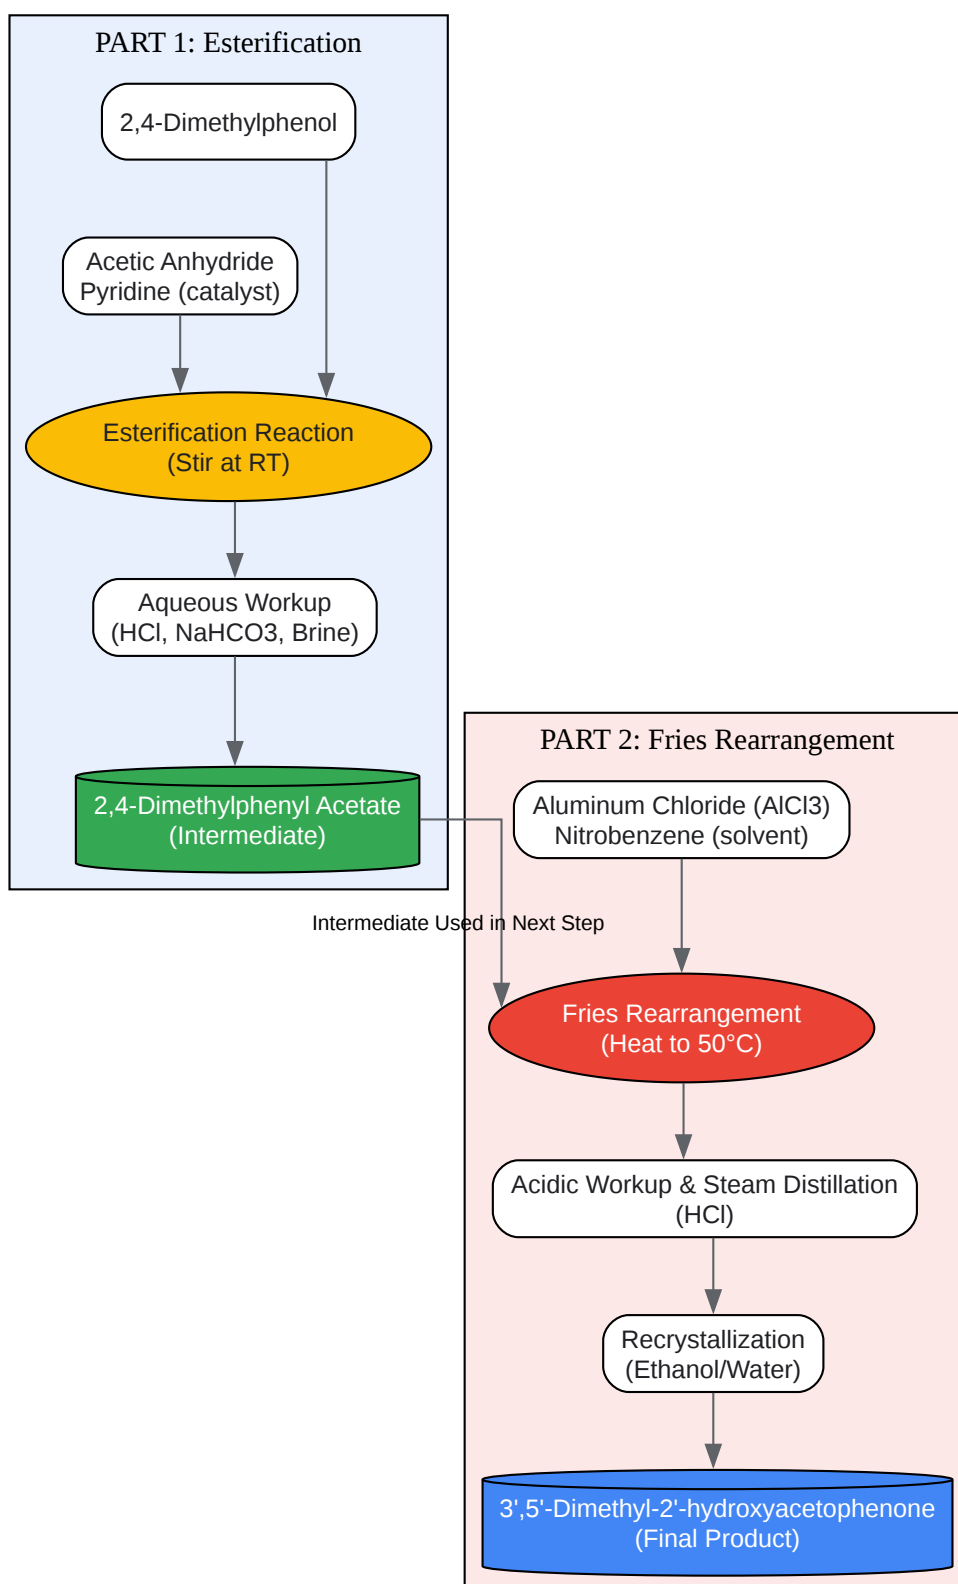 PART 1: Esterification
2,4-Dimethylphenol
Acetic Anhydride
Pyridine (catalyst)
Esterification Reaction
(Stir at RT)
Aqueous Workup
(HCl, NaHCO3, Brine)
2,4-Dimethylphenyl Acetate
(Intermediate)
Intermediate Used in Next Step
PART 2: Fries Rearrangement
Aluminum Chloride (AlCl3)
Nitrobenzene (solvent)
Fries Rearrangement
(Heat to 50°C)
Acidic Workup & Steam Distillation
(HCl)
Recrystallization
(Ethanol/Water)
3',5'-Dimethyl-2'-hydroxyacetophenone
(Final Product)